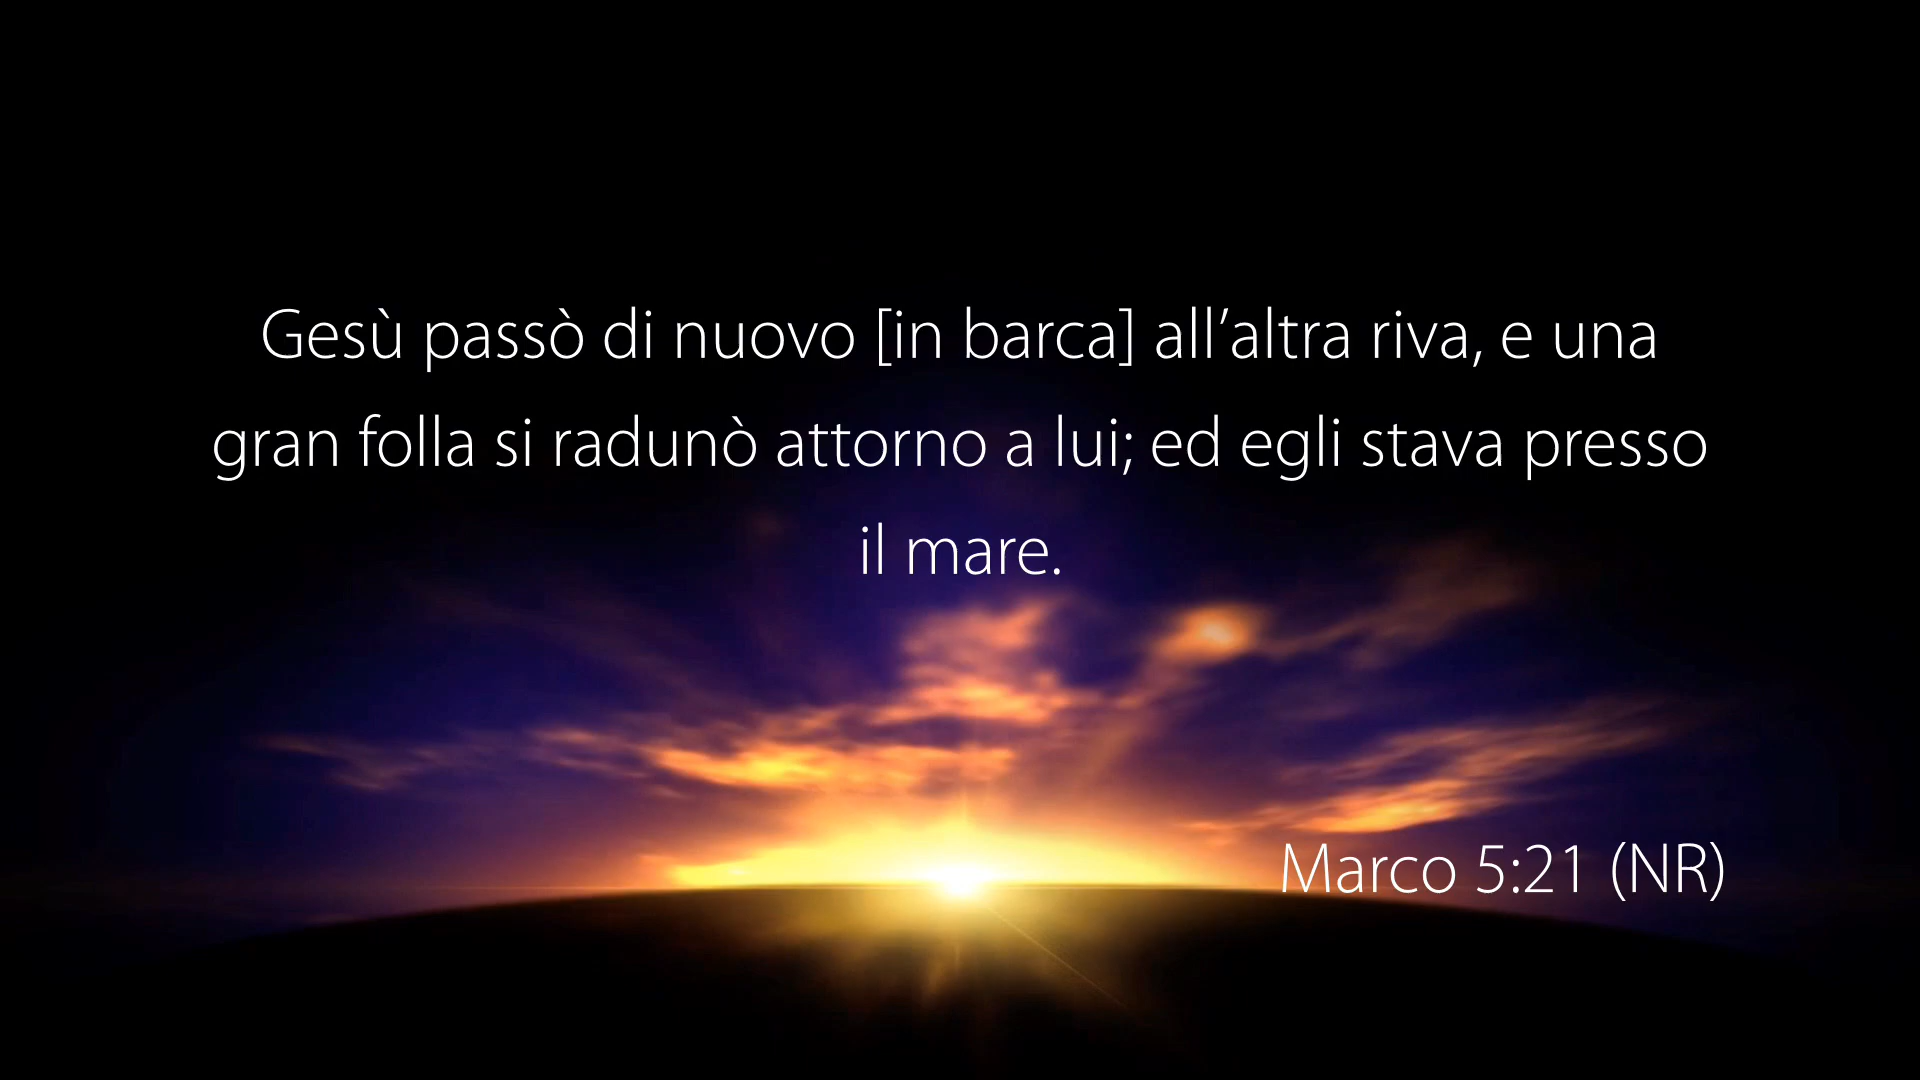 Gesù passò di nuovo [in barca] all’altra riva, e una
gran folla si radunò attorno a lui; ed egli stava presso
il mare.
Marco 5:21 (NR)